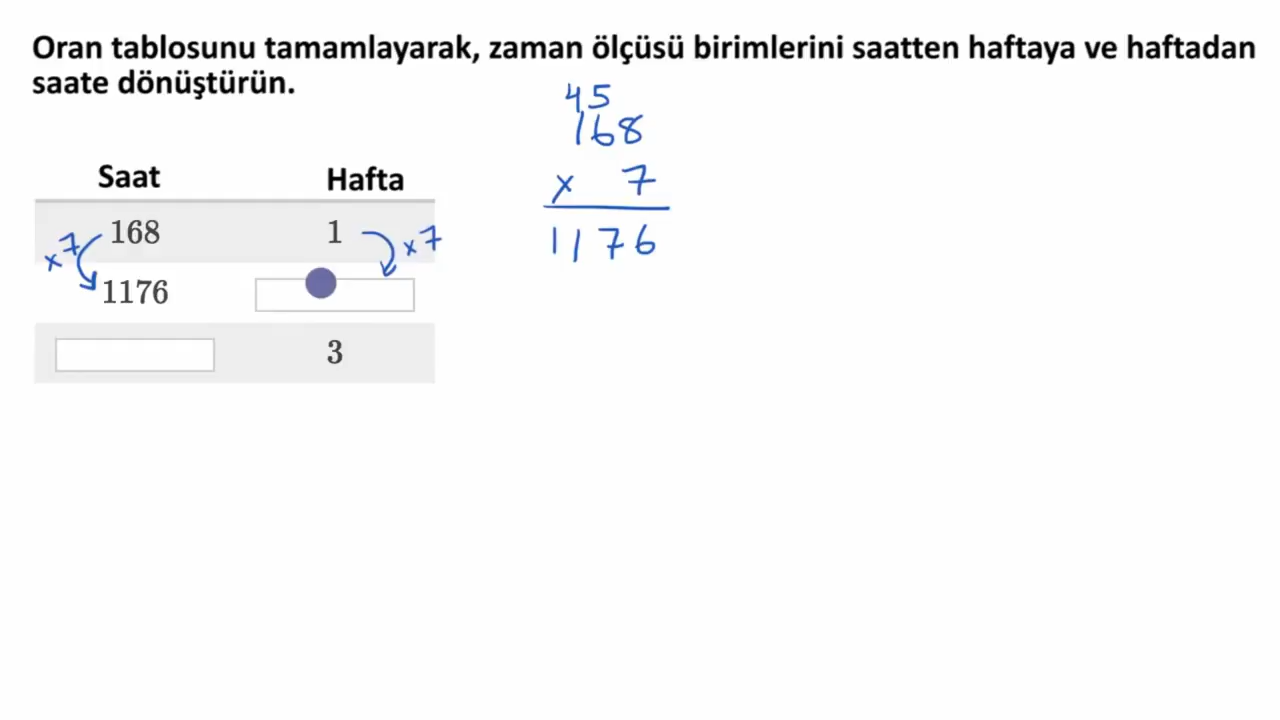 Oran tablosunu tamamlayarak, zaman ölçüsü birimlerini saatten haftaya ve haftadan
saate dönüştürün.
45
168
x 7
1176
Saat Hafta
168 1
x7 x7
1176
3